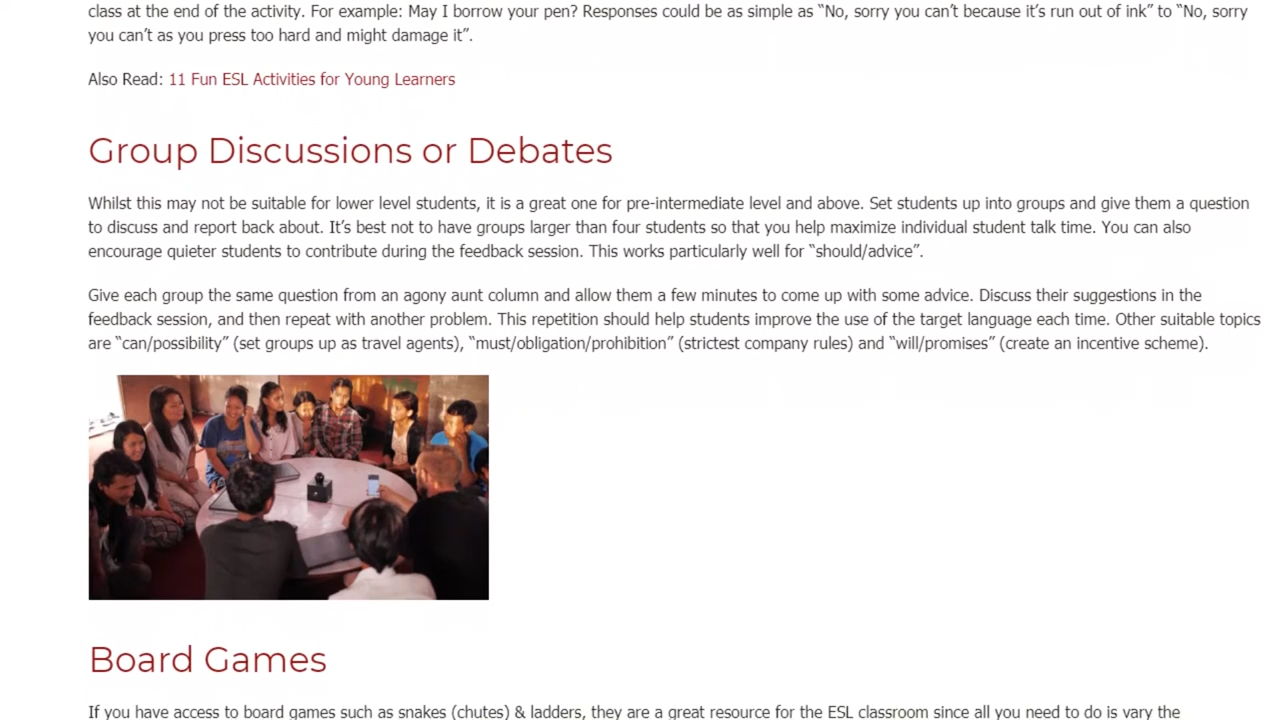 class at the end of the activity. For example: May I borrow your pen? Responses could be as simple as “No, sorry you can’t because it’s run out of ink” to “No, sorry
you can’t as you press too hard and might damage it”.
Also Read: 11 Fun ESL Activities for Young Learners
Group Discussions or Debates
Whilst this may not be suitable for lower level students, it is a great one for pre-intermediate level and above. Set students up into groups and give them a question
to discuss and report back about. It’s best not to have groups larger than four students so that you help maximize individual student talk time. You can also
encourage quieter students to contribute during the feedback session. This works particularly well for “should/advice”.
Give each group the same question from an agony aunt column and allow them a few minutes to come up with some advice. Discuss their suggestions in the
feedback session, and then repeat with another problem. This repetition should help students improve the use of the target language each time. Other suitable topics
are “can/possibility” (set groups up as travel agents), “must/obligation/prohibition” (strictest company rules) and “will/promises” (create an incentive scheme).
Board Games
If you have access to board games such as snakes (chutes) & ladders, they are a great resource for the ESL classroom since all you need to do is vary the